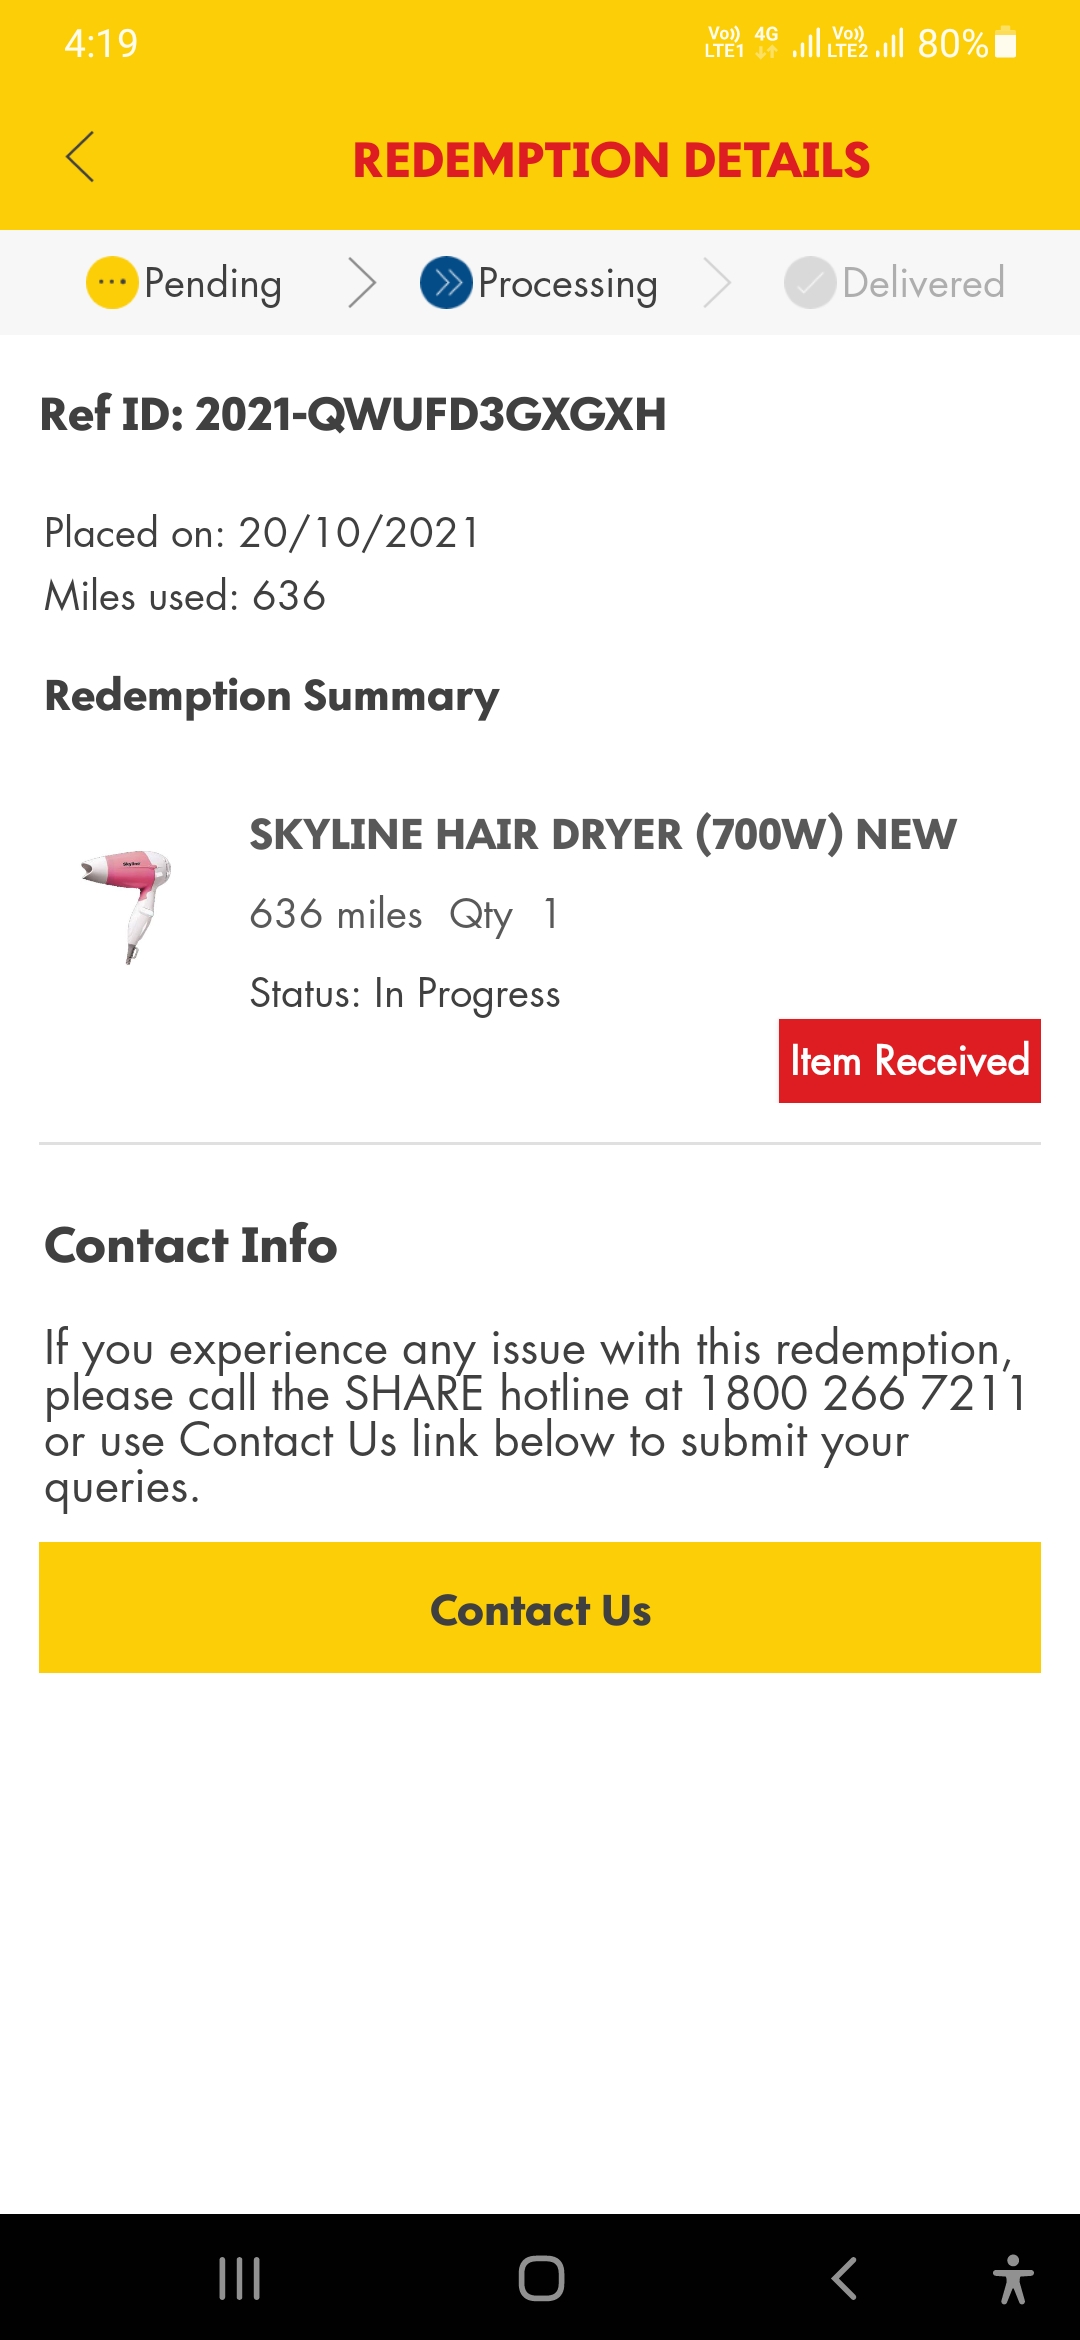 4:19
Vo)) LTE1 4G Vo)) LTE2 80%
REDEMPTION DETAILS
Pending Processing Delivered
Ref ID: 2021-QWUFD3GXGXH
Placed on: 20/10/2021
Miles used: 636
Redemption Summary
SKYLINE HAIR DRYER (700W) NEW
636 miles Qty 1
Status: In Progress
Item Received
Contact Info
If you experience any issue with this redemption,
please call the SHARE hotline at 1800 266 7211
or use Contact Us link below to submit your
queries.
Contact Us